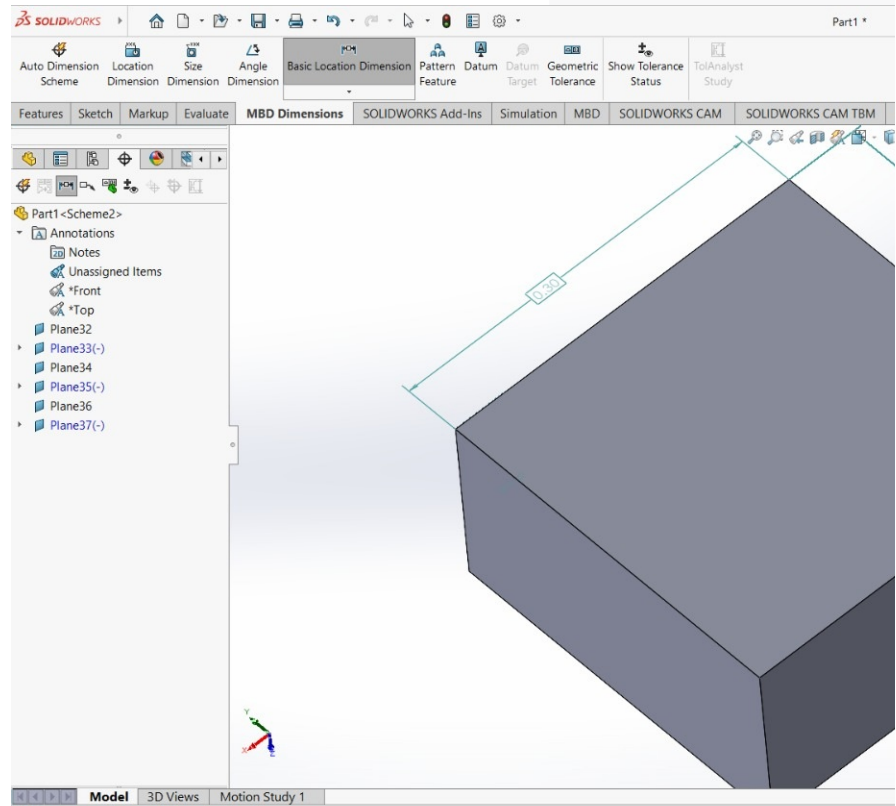 SOLIDWORKS
Part1 *
Auto Dimension Scheme
Location Dimension
Size Dimension
Angle Dimension
Basic Location Dimension
Pattern Feature
Datum
Datum Target
Geometric Tolerance
Show Tolerance Status
TolAnalyst Study
Features Sketch Markup Evaluate MBD Dimensions SOLIDWORKS Add-Ins Simulation MBD SOLIDWORKS CAM SOLIDWORKS CAM TBM
Part1<Scheme2>
Annotations
Notes
Unassigned Items
*Front
*Top
Plane32
Plane33(-)
Plane34
Plane35(-)
Plane36
Plane37(-)
0.30
Y
X
Z
Model 3D Views Motion Study 1